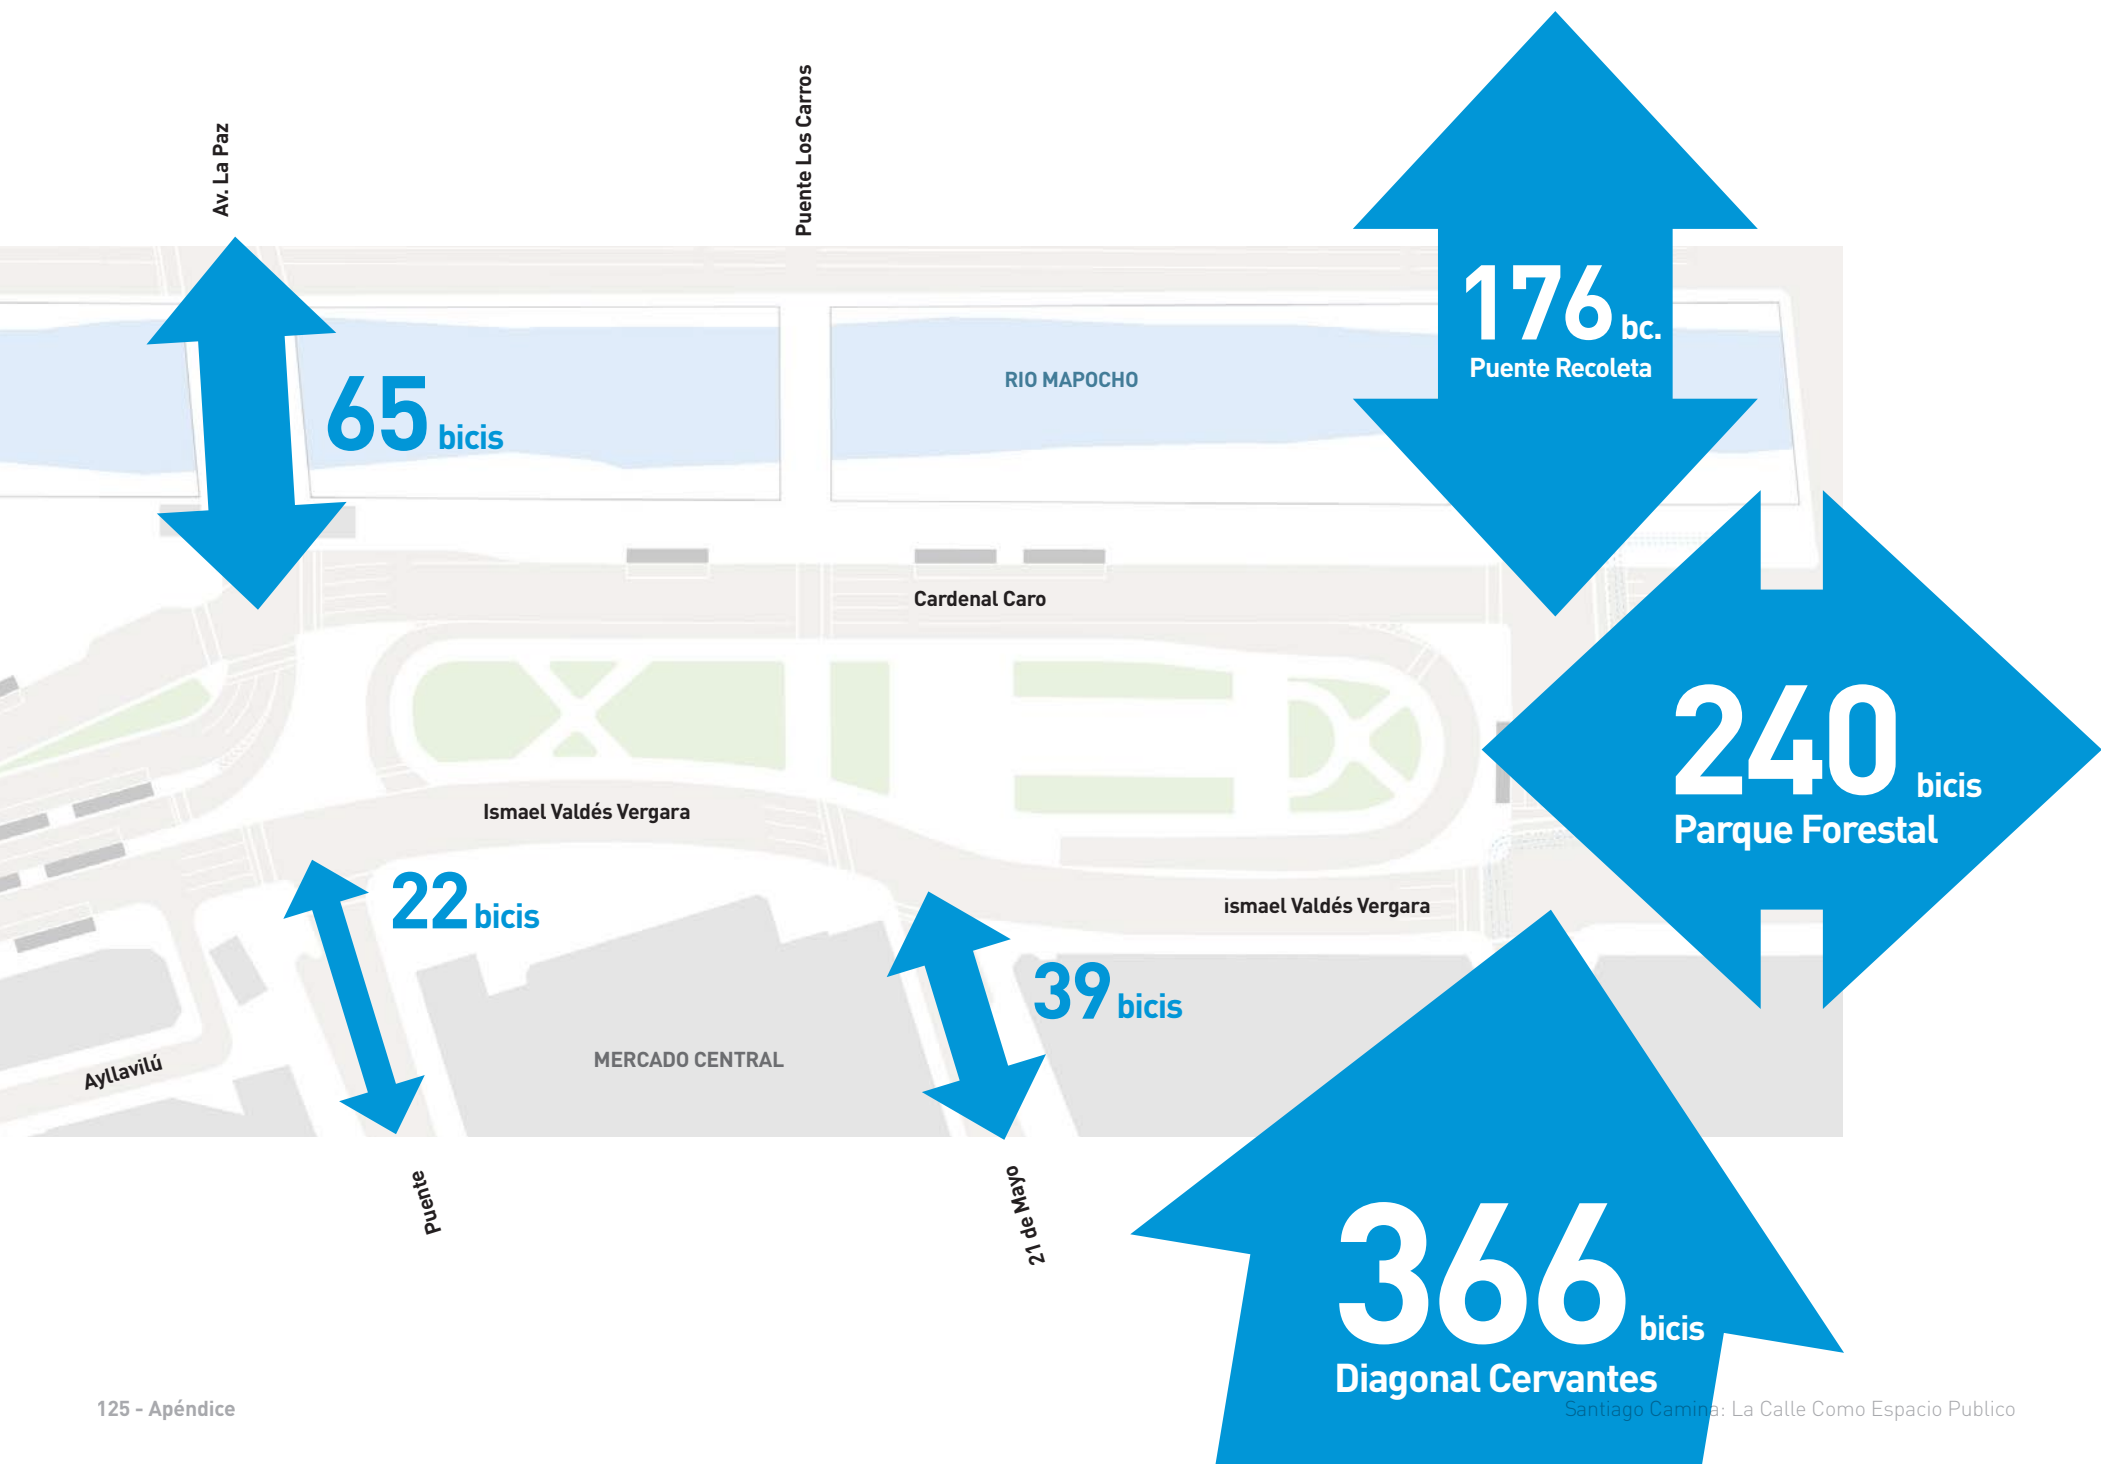 Av. La Paz
Puente Los Carros
176 bc.
Puente Recoleta
65 bicis
RIO MAPOCHO
Cardenal Caro
240 bicis
Parque Forestal
Ismael Valdés Vergara
22 bicis
ismael Valdés Vergara
39 bicis
MERCADO CENTRAL
Ayllavilú
Puente
21 de Mayo
366 bicis
Diagonal Cervantes
125 - Apéndice
Santiago Camina: La Calle Como Espacio Publico